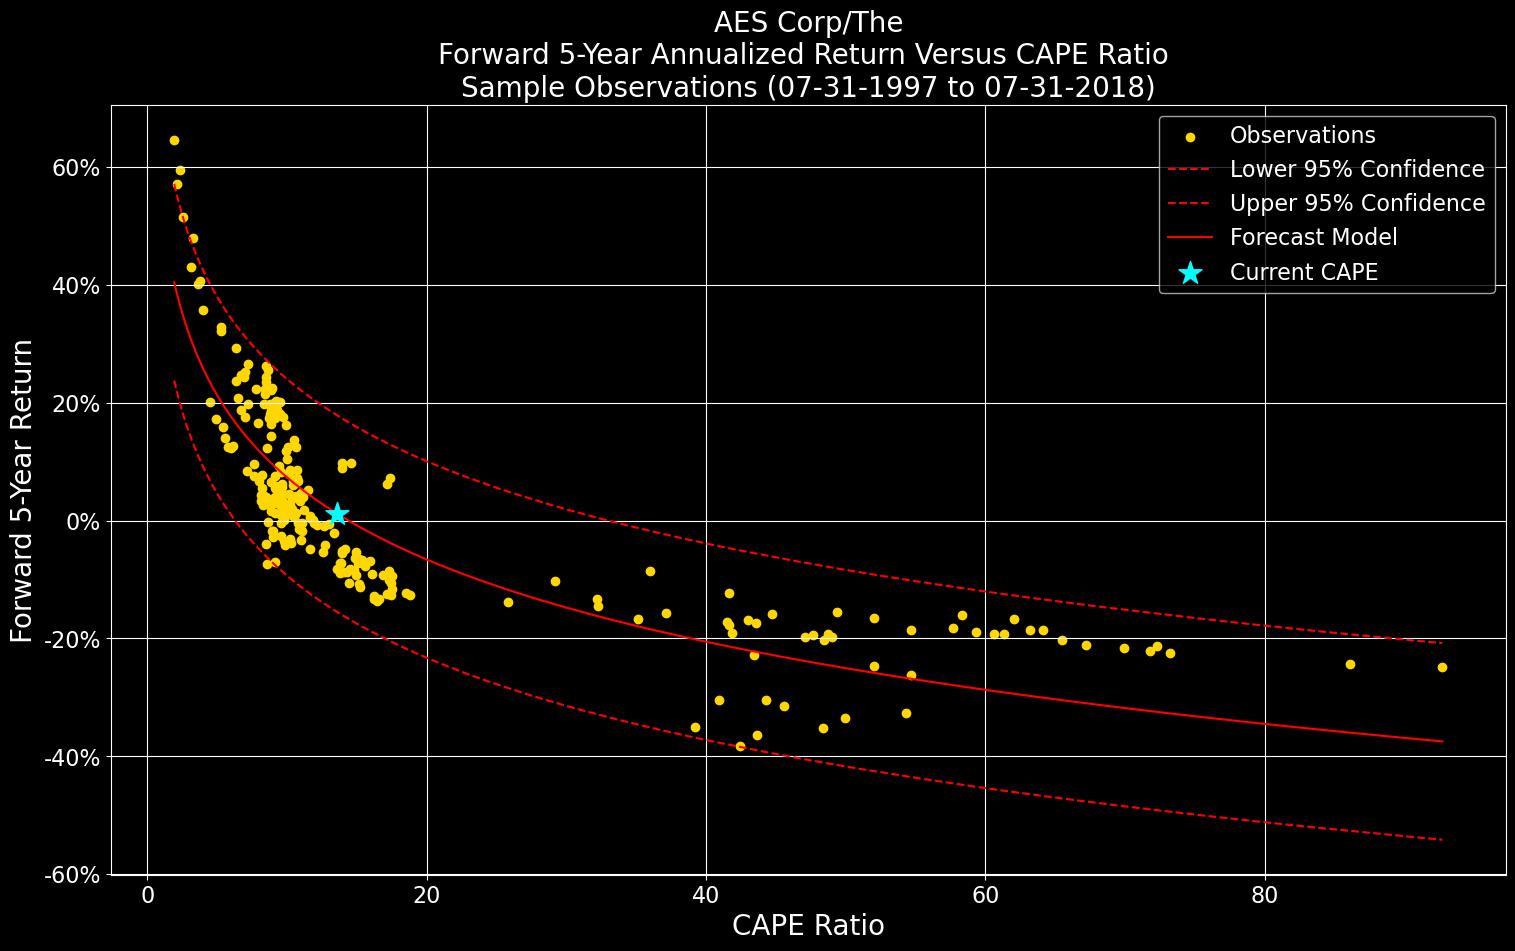 AES Corp/The
Forward 5-Year Annualized Return Versus CAPE Ratio
Sample Observations (07-31-1997 to 07-31-2018)
Observations
Lower 95% Confidence
Upper 95% Confidence
Forecast Model
Current CAPE
Forward 5-Year Return
60%
40%
20%
0%
-20%
-40%
-60%
0 20 40 60 80
CAPE Ratio